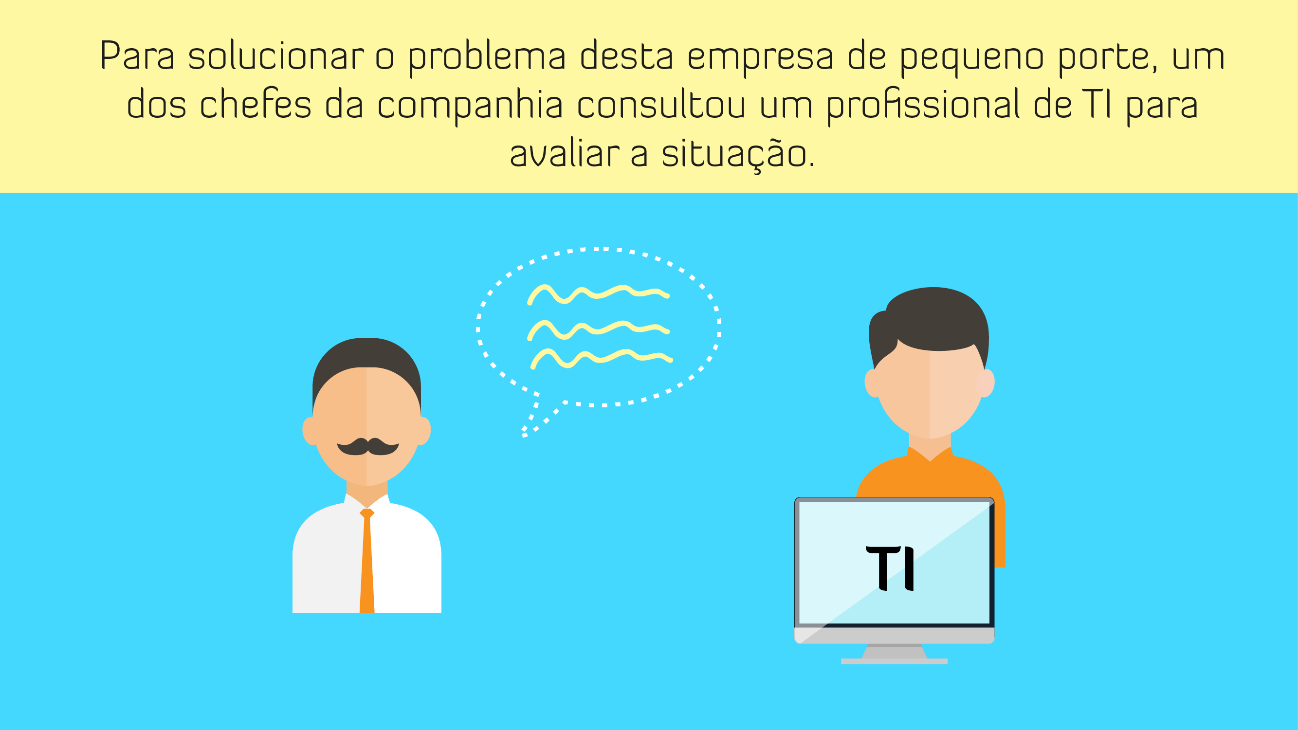 Para solucionar o problema desta empresa de pequeno porte, um
dos chefes da companhia consultou um profissional de TI para
avaliar a situação.
TI